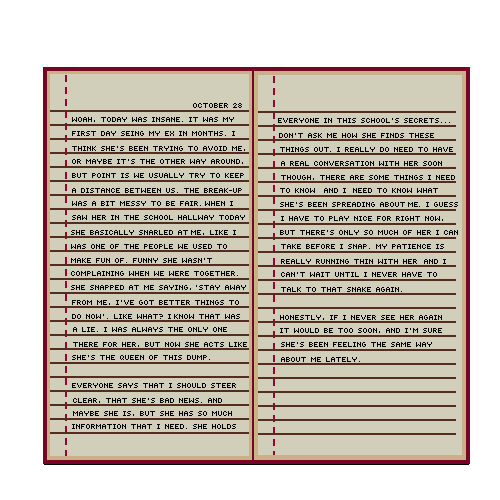 OCTOBER 28
WOAH, TODAY WAS INSANE. IT WAS MY
FIRST DAY SEING MY EX IN MONTHS. I
THINK SHE'S BEEN TRYING TO AVOID ME,
OR MAYBE IT'S THE OTHER WAY AROUND,
BUT POINT IS WE USUALLY TRY TO KEEP
A DISTANCE BETWEEN US. THE BREAK-UP
WAS A BIT MESSY TO BE FAIR. WHEN I
SAW HER IN THE SCHOOL HALLWAY TODAY
SHE BASICALLY SNARLED AT ME, LIKE I
WAS ONE OF THE PEOPLE WE USED TO
MAKE FUN OF. FUNNY SHE WASN'T
COMPLAINING WHEN WE WERE TOGETHER.
SHE SNAPPED AT ME SAYING, 'STAY AWAY
FROM ME, I'VE GOT BETTER THINGS TO
DO NOW'. LIKE WHAT? I KNOW THAT WAS
A LIE. I WAS ALWAYS THE ONLY ONE
THERE FOR HER, BUT NOW SHE ACTS LIKE
SHE'S THE QUEEN OF THIS DUMP.
EVERYONE SAYS THAT I SHOULD STEER
CLEAR, THAT SHE'S BAD NEWS. AND
MAYBE SHE IS, BUT SHE HAS SO MUCH
INFORMATION THAT I NEED. SHE HOLDS
EVERYONE IN THIS SCHOOL'S SECRETS...
DON'T ASK ME HOW SHE FINDS THESE
THINGS OUT. I REALLY DO NEED TO HAVE
A REAL CONVERSATION WITH HER SOON
THOUGH. THERE ARE SOME THINGS I NEED
TO KNOW AND I NEED TO KNOW WHAT
SHE'S BEEN SPREADING ABOUT ME. I GUESS
I HAVE TO PLAY NICE FOR RIGHT NOW,
BUT THERE'S ONLY SO MUCH OF HER I CAN
TAKE BEFORE I SNAP. MY PATIENCE IS
REALLY RUNNING THIN WITH HER AND I
CAN'T WAIT UNTIL I NEVER HAVE TO
TALK TO THAT SNAKE AGAIN.
HONESTLY, IF I NEVER SEE HER AGAIN
IT WOULD BE TOO SOON, AND I'M SURE
SHE'S BEEN FEELING THE SAME WAY
ABOUT ME LATELY.